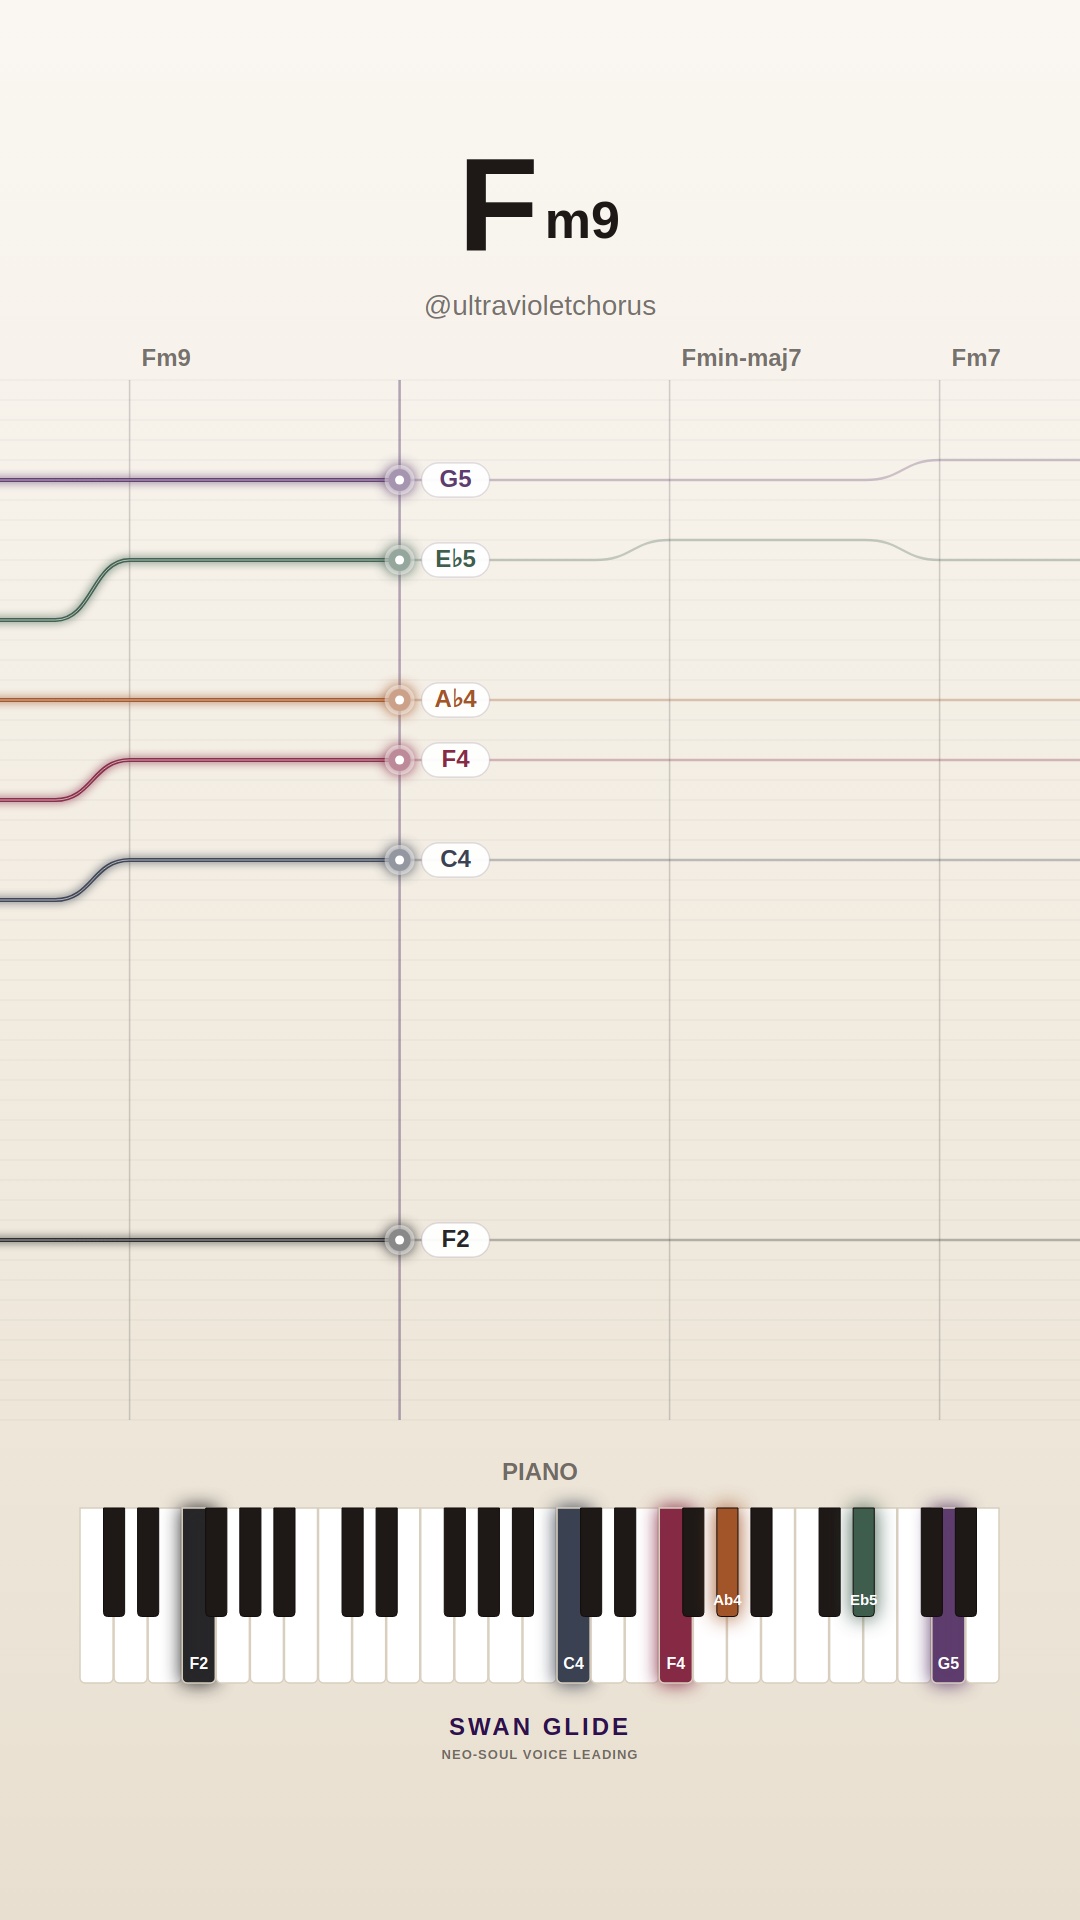 Fm9
@ultravioletchorus
Fm9 Fmin-maj7 Fm7
G5
E♭5
A♭4
F4
C4
F2
PIANO
Ab4 Eb5
F2 C4 F4 G5
SWAN GLIDE
NEO-SOUL VOICE LEADING